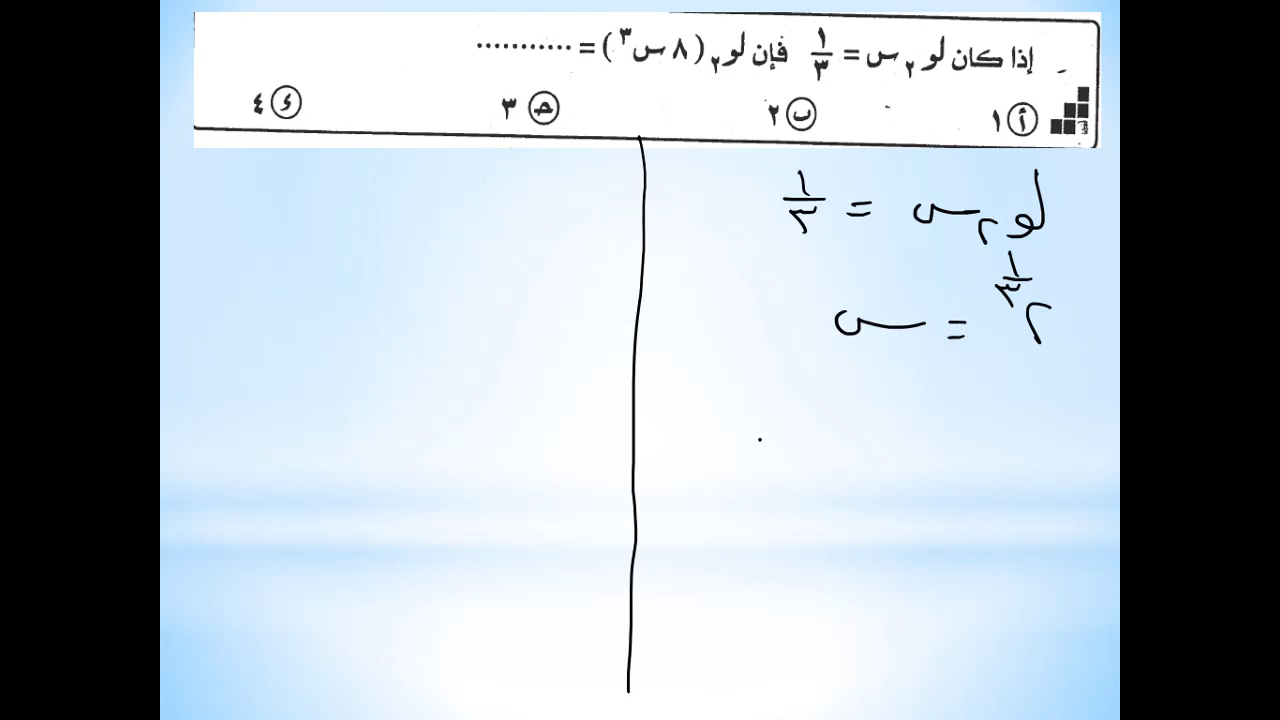 إذا كان لو٢ س = ١/٣ فإن لو٢ (٨ س٣) = ...........
أ ١ ب ٢ ج ٣ د ٤
لو٢ س = ١/٣
٢^١/٣ = س